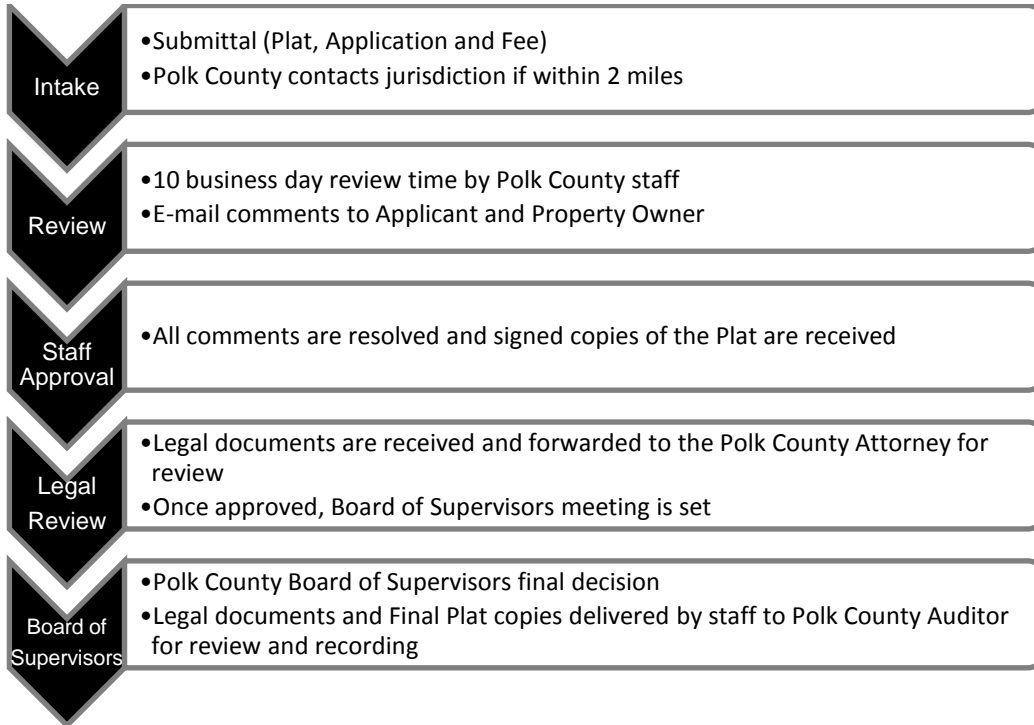 Intake
•Submittal (Plat, Application and Fee)
•Polk County contacts jurisdiction if within 2 miles
Review
•10 business day review time by Polk County staff
•E-mail comments to Applicant and Property Owner
Staff
Approval
•All comments are resolved and signed copies of the Plat are received
Legal
Review
•Legal documents are received and forwarded to the Polk County Attorney for
review
•Once approved, Board of Supervisors meeting is set
Board of
Supervisors
•Polk County Board of Supervisors final decision
•Legal documents and Final Plat copies delivered by staff to Polk County Auditor
for review and recording